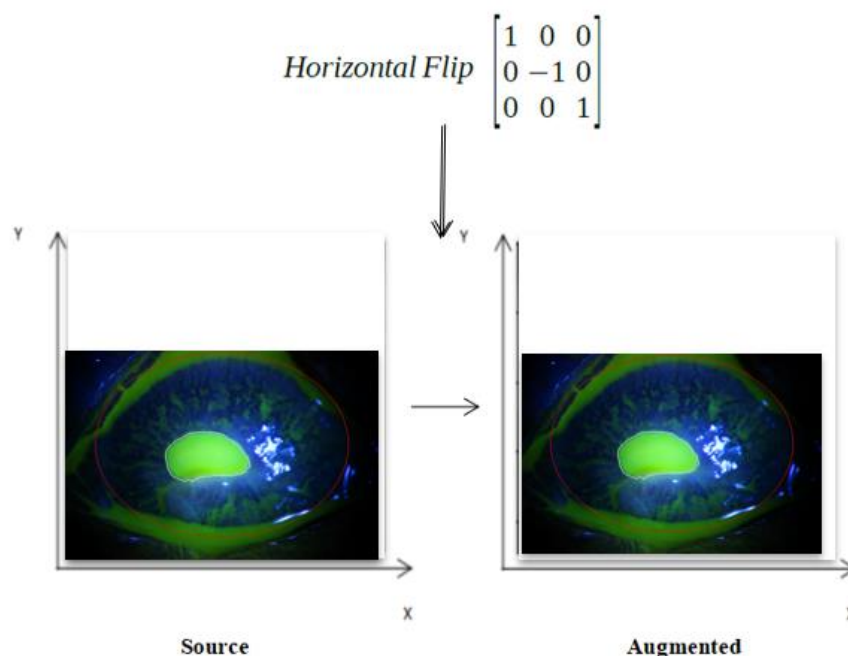 Horizontal Flip
1 0 0
0 −1 0
0 0 1
Y
Y
X
X
Source
Augmented